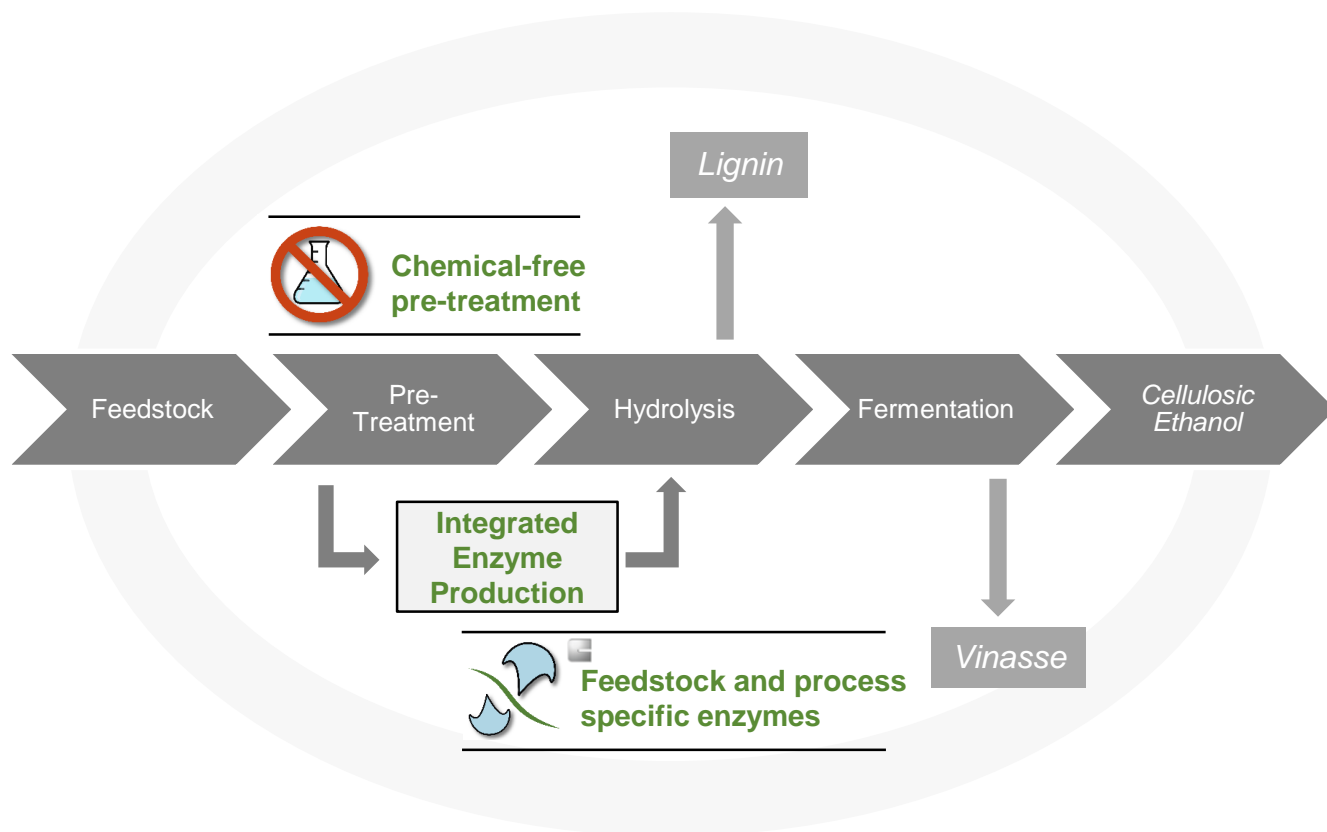 Lignin
Chemical-free
pre-treatment
Feedstock
Pre-
Treatment
Hydrolysis
Fermentation
Cellulosic
Ethanol
Integrated
Enzyme
Production
Vinasse
Feedstock and process
specific enzymes